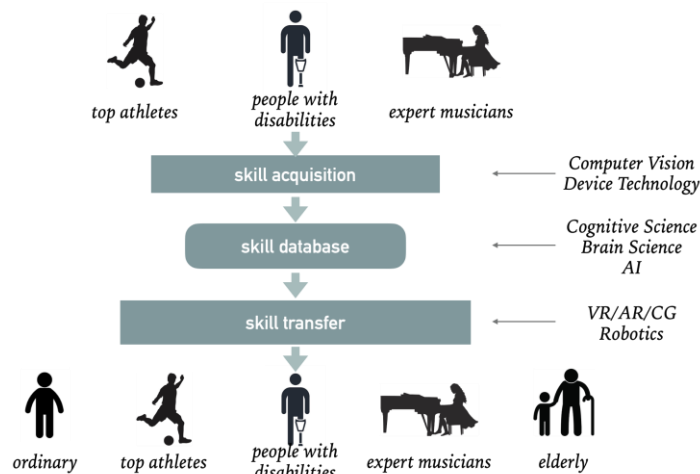 top athletes
people with
disabilities
expert musicians
skill acquisition
Computer Vision
Device Technology
skill database
Cognitive Science
Brain Science
AI
skill transfer
VR/AR/CG
Robotics
ordinary
top athletes
people with
disabilities
expert musicians
elderly